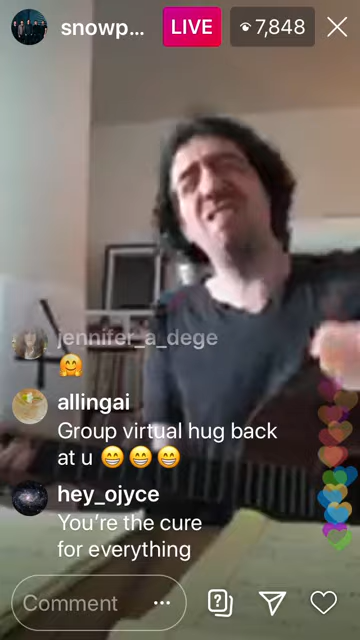 snowp... LIVE 7,848
jennifer_a_dege
allingai
Group virtual hug back
at u
hey_ojyce
You're the cure
for everything
Comment